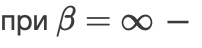 при β = ∞ −